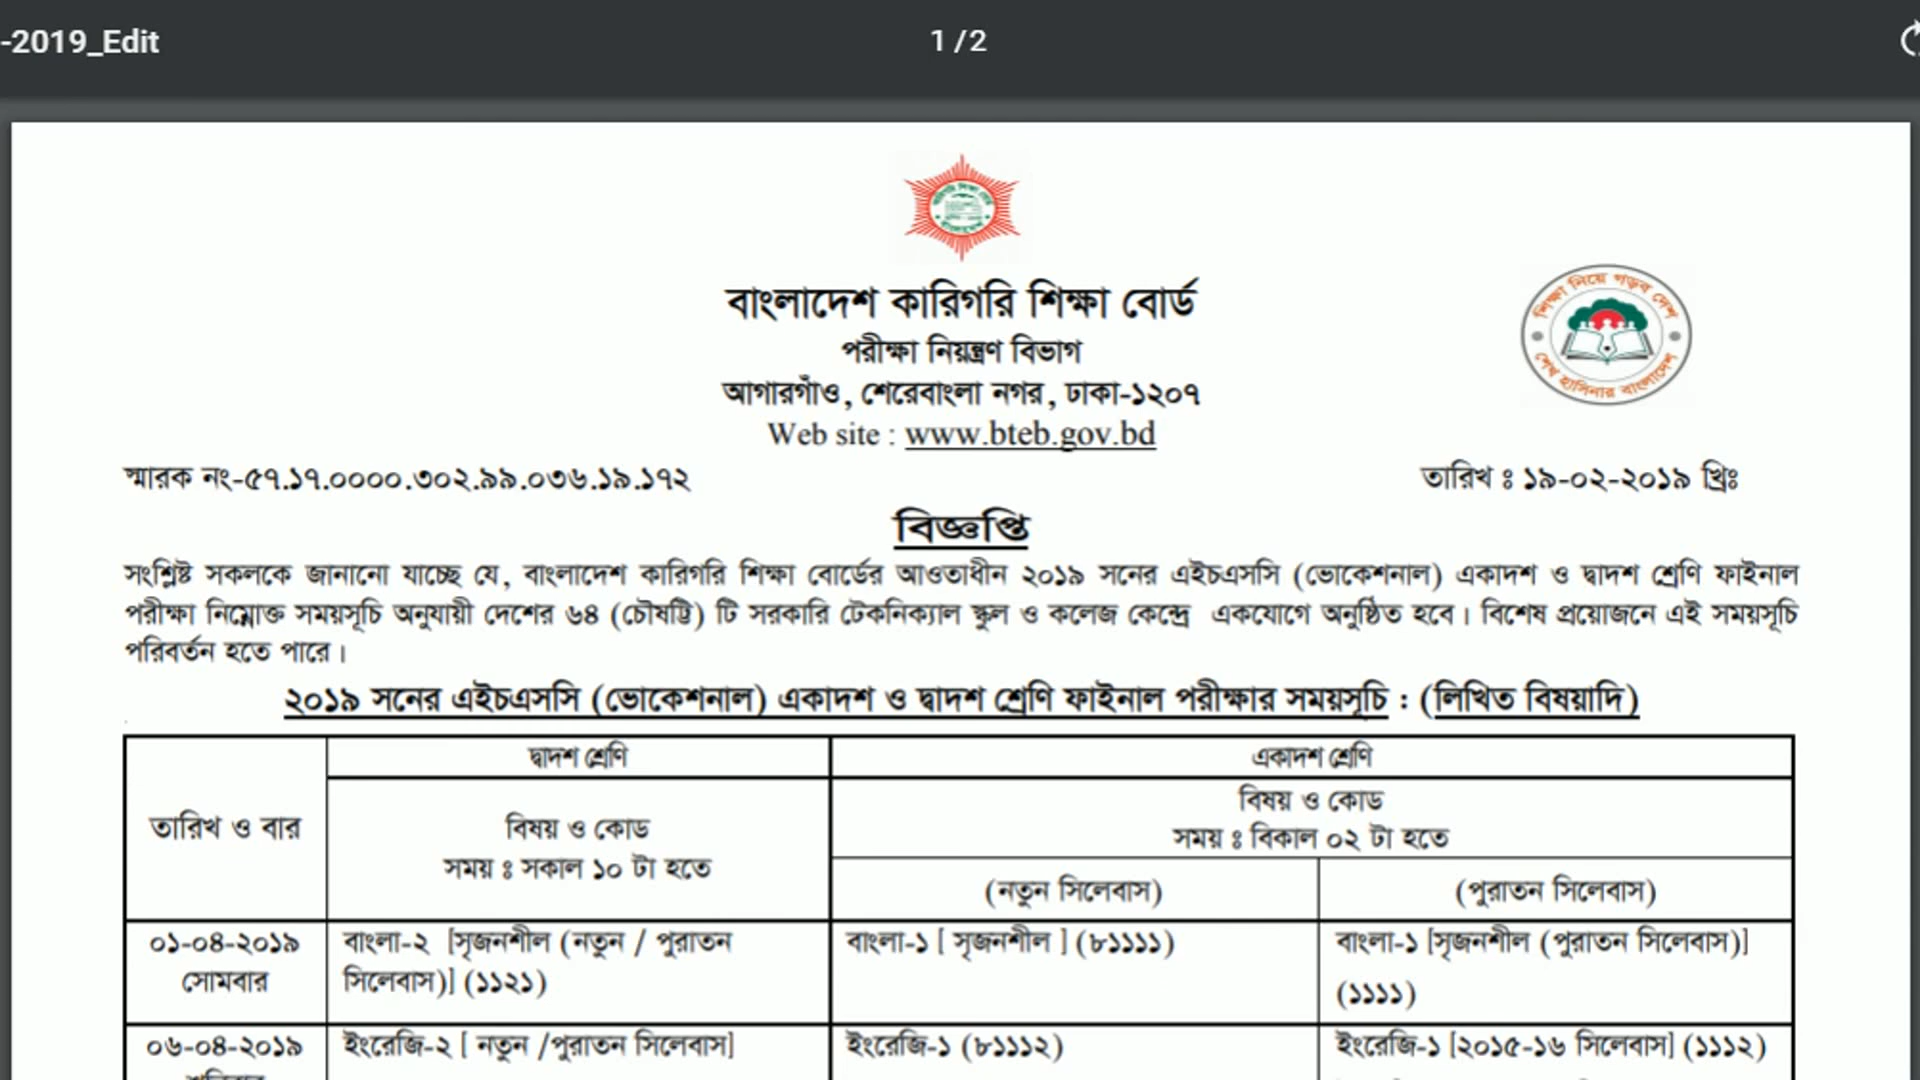 -2019_Edit
1 / 2
বাংলাদেশ কারিগরি শিক্ষা বোর্ড
পরীক্ষা নিয়ন্ত্রণ বিভাগ
আগারগাঁও, শেরেবাংলা নগর, ঢাকা-১২০৭
Web site : www.bteb.gov.bd
শিক্ষা নিয়ে গড়ব দেশ
শেখ হাসিনার বাংলাদেশ
স্মারক নং-৫৭.১৭.০০০০.৩০২.৯৯.০৩৬.১৯.১৭২
তারিখ ঃ ১৯-০২-২০১৯ খ্রিঃ
বিজ্ঞপ্তি
সংশ্লিষ্ট সকলকে জানানো যাচ্ছে যে, বাংলাদেশ কারিগরি শিক্ষা বোর্ডের আওতাধীন ২০১৯ সনের এইচএসসি (ভোকেশনাল) একাদশ ও দ্বাদশ শ্রেণি ফাইনাল
পরীক্ষা নিম্নোক্ত সময়সূচি অনুযায়ী দেশের ৬৪ (চৌষট্টি) টি সরকারি টেকনিক্যাল স্কুল ও কলেজ কেন্দ্রে একযোগে অনুষ্ঠিত হবে। বিশেষ প্রয়োজনে এই সময়সূচি
পরিবর্তন হতে পারে।
২০১৯ সনের এইচএসসি (ভোকেশনাল) একাদশ ও দ্বাদশ শ্রেণি ফাইনাল পরীক্ষার সময়সূচি : (লিখিত বিষয়াদি)
তারিখ ও বার
দ্বাদশ শ্রেণি
একাদশ শ্রেণি
বিষয় ও কোড
সময় ঃ সকাল ১০ টা হতে
বিষয় ও কোড
সময় ঃ বিকাল ০২ টা হতে
(নতুন সিলেবাস)
(পুরাতন সিলেবাস)
০১-০৪-২০১৯
সোমবার
বাংলা-২ [সৃজনশীল (নতুন / পুরাতন
সিলেবাস)] (১১২১)
বাংলা-১ [ সৃজনশীল ] (৮১১১১)
বাংলা-১ [সৃজনশীল (পুরাতন সিলেবাস)]
(১১১১)
০৬-০৪-২০১৯
ইংরেজি-২ [ নতুন /পুরাতন সিলেবাস]
ইংরেজি-১ (৮১১১২)
ইংরেজি-১ [২০১৫-১৬ সিলেবাস] (১১১২)